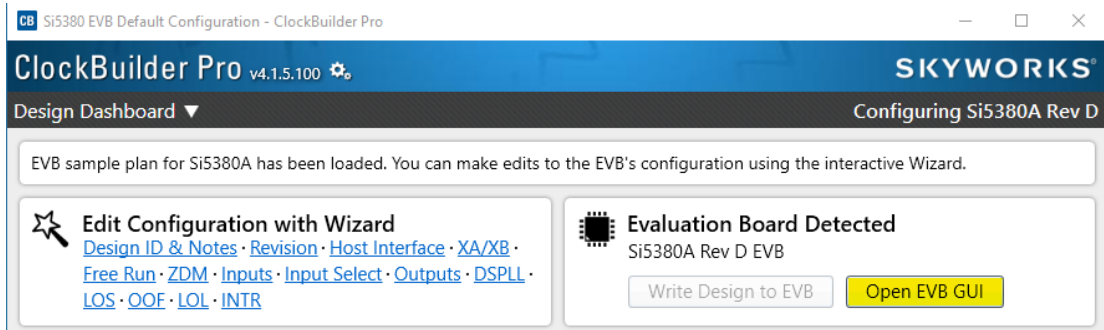 CB Si5380 EVB Default Configuration - ClockBuilder Pro
ClockBuilder Pro v4.1.5.100
SKYWORKS®
Design Dashboard ▼
Configuring Si5380A Rev D
EVB sample plan for Si5380A has been loaded. You can make edits to the EVB's configuration using the interactive Wizard.
Edit Configuration with Wizard
Design ID & Notes · Revision · Host Interface · XA/XB ·
Free Run · ZDM · Inputs · Input Select · Outputs · DSPLL ·
LOS · OOF · LOL · INTR
Evaluation Board Detected
Si5380A Rev D EVB
Write Design to EVB
Open EVB GUI